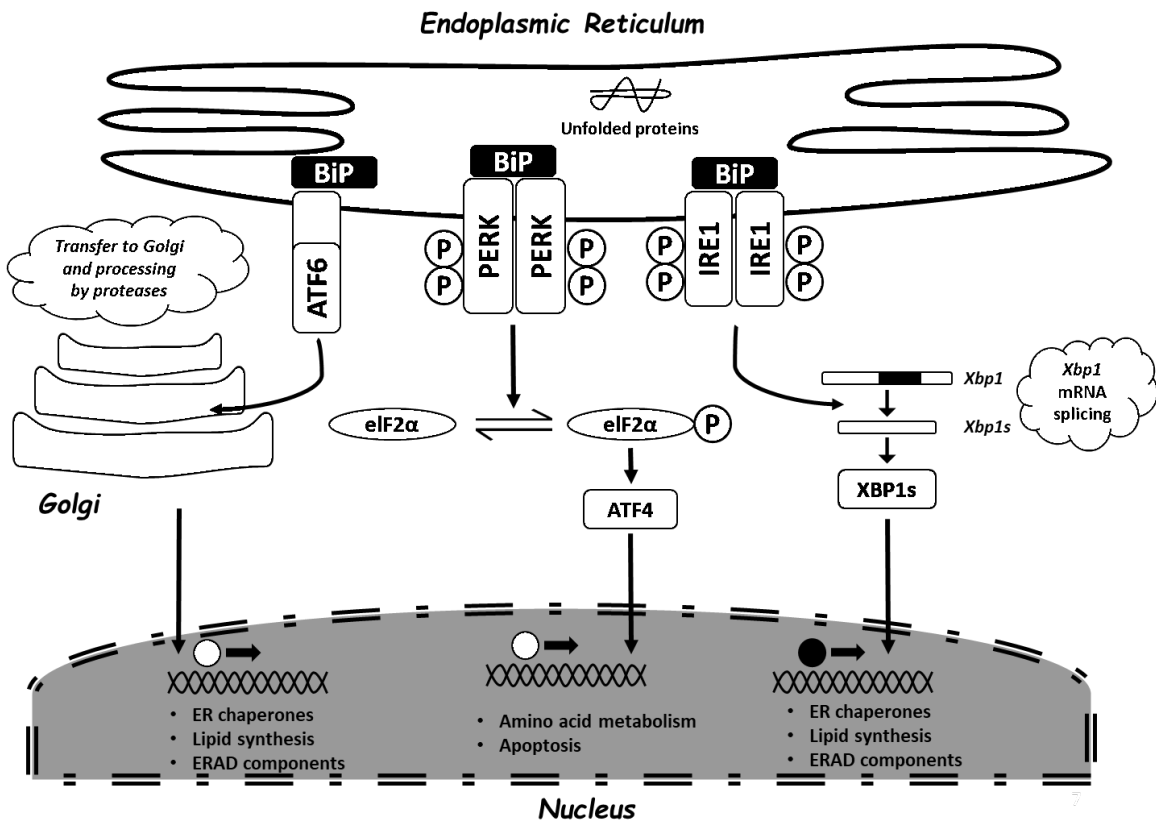 Endoplasmic Reticulum
Unfolded proteins
BiP
BiP
BiP
ATF6
PERK
PERK
IRE1
IRE1
P
P
P
P
P
P
P
P
Transfer to Golgi
and processing
by proteases
Golgi
eIF2α
eIF2α
P
ATF4
Xbp1
Xbp1s
XBP1s
Xbp1
mRNA
splicing
• ER chaperones
• Lipid synthesis
• ERAD components
• Amino acid metabolism
• Apoptosis
• ER chaperones
• Lipid synthesis
• ERAD components
Nucleus